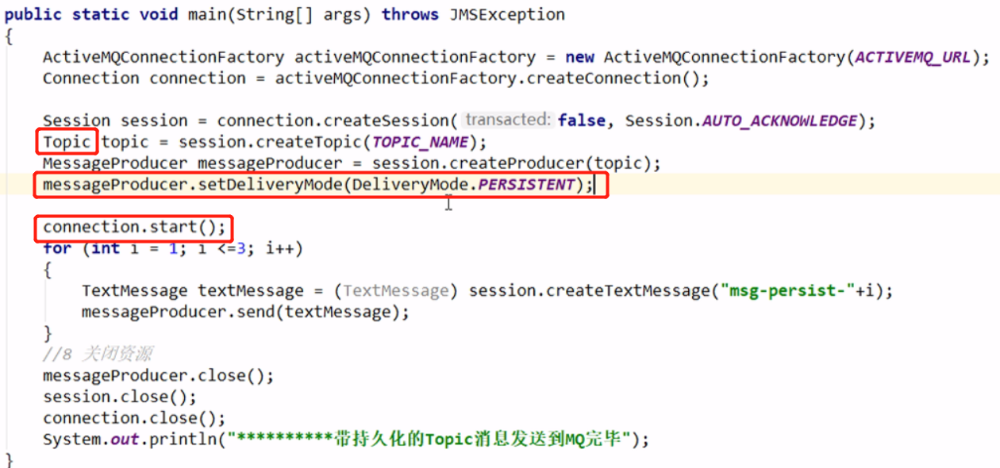 public static void main(String[] args) throws JMSException
{
    ActiveMQConnectionFactory activeMQConnectionFactory = new ActiveMQConnectionFactory(ACTIVEMQ_URL);
    Connection connection = activeMQConnectionFactory.createConnection();
    Session session = connection.createSession( transacted: false, Session.AUTO_ACKNOWLEDGE);
    Topic topic = session.createTopic(TOPIC_NAME);
    MessageProducer messageProducer = session.createProducer(topic);
    messageProducer.setDeliveryMode(DeliveryMode.PERSISTENT);
    connection.start();
    for (int i = 1; i <=3; i++)
    {
        TextMessage textMessage = (TextMessage) session.createTextMessage("msg-persist-"+i);
        messageProducer.send(textMessage);
    }
    //8 关闭资源
    messageProducer.close();
    session.close();
    connection.close();
    System.out.println("**********带持久化的Topic消息发送到MQ完毕");
}